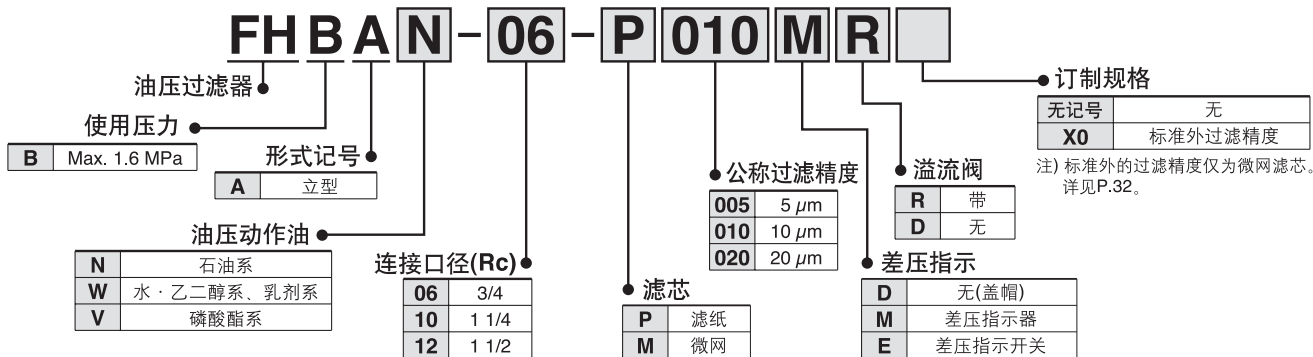 FHBAN-06-P010MR
油压过滤器
使用压力
B Max. 1.6 MPa
形式记号
A 立型
油压动作油
N 石油系
W 水·乙二醇系、乳剂系
V 磷酸酯系
连接口径(Rc)
06 3/4
10 1 1/4
12 1 1/2
滤芯
P 滤纸
M 微网
公称过滤精度
005 5 μm
010 10 μm
020 20 μm
差压指示
D 无(盖帽)
M 差压指示器
E 差压指示开关
溢流阀
R 带
D 无
订制规格
无记号 无
X0 标准外过滤精度
注) 标准外的过滤精度仅为微网滤芯。
详见P.32。